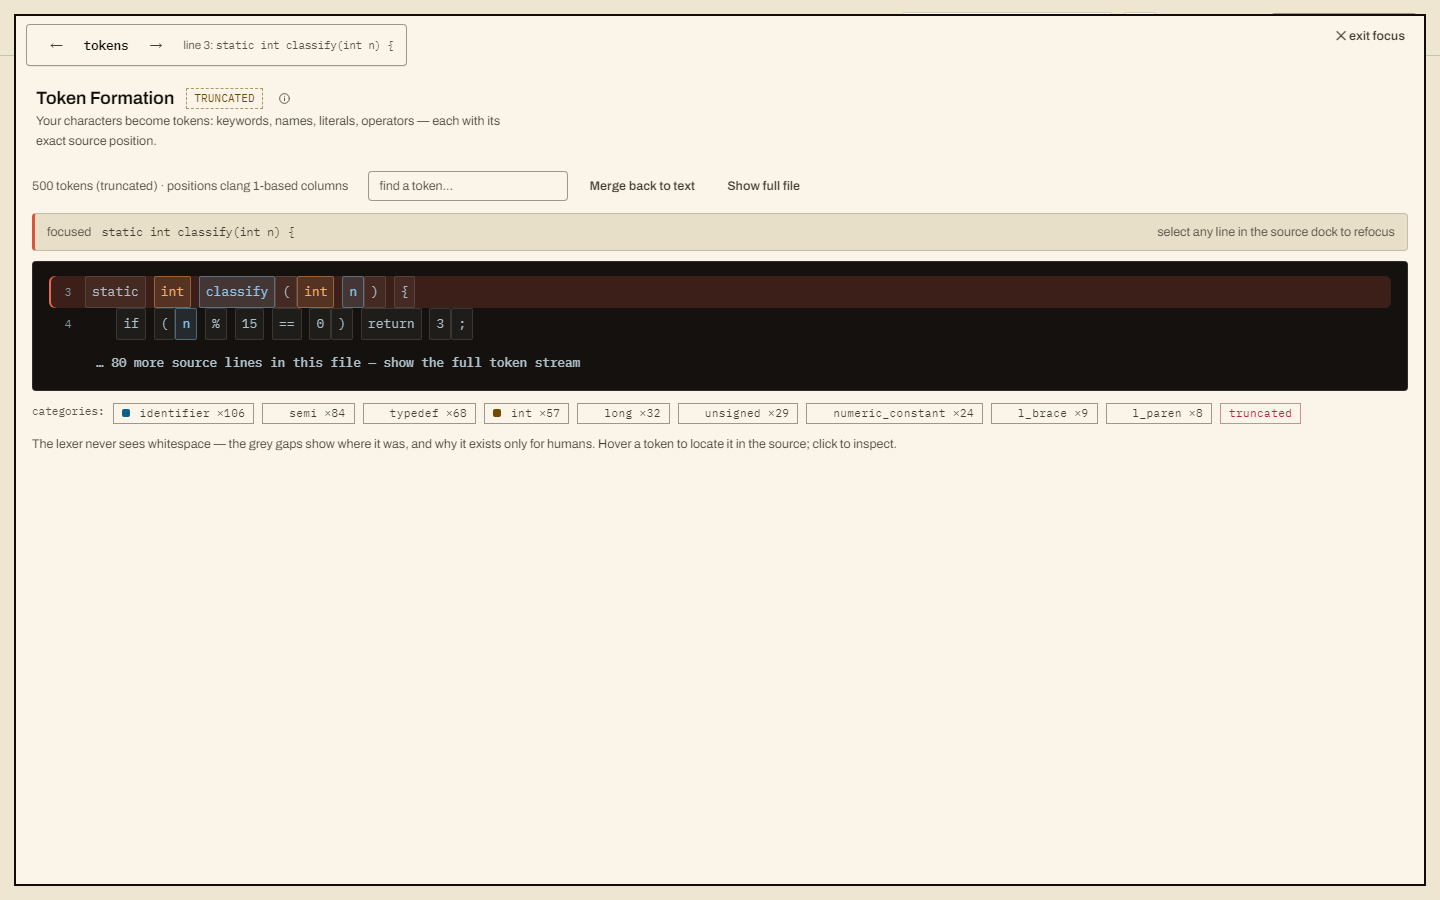 ← tokens → line 3: static int classify(int n) {
exit focus
Token Formation TRUNCATED
Your characters become tokens: keywords, names, literals, operators — each with its
exact source position.
500 tokens (truncated) · positions clang 1-based columns find a token... Merge back to text Show full file
focused static int classify(int n) { select any line in the source dock to refocus
3 static int classify ( int n ) {
4 if ( n % 15 == 0 ) return 3 ;
… 80 more source lines in this file — show the full token stream
categories: identifier ×106 semi ×84 typedef ×68 int ×57 long ×32 unsigned ×29 numeric_constant ×24 l_brace ×9 l_paren ×8 truncated
The lexer never sees whitespace — the grey gaps show where it was, and why it exists only for humans. Hover a token to locate it in the source; click to inspect.